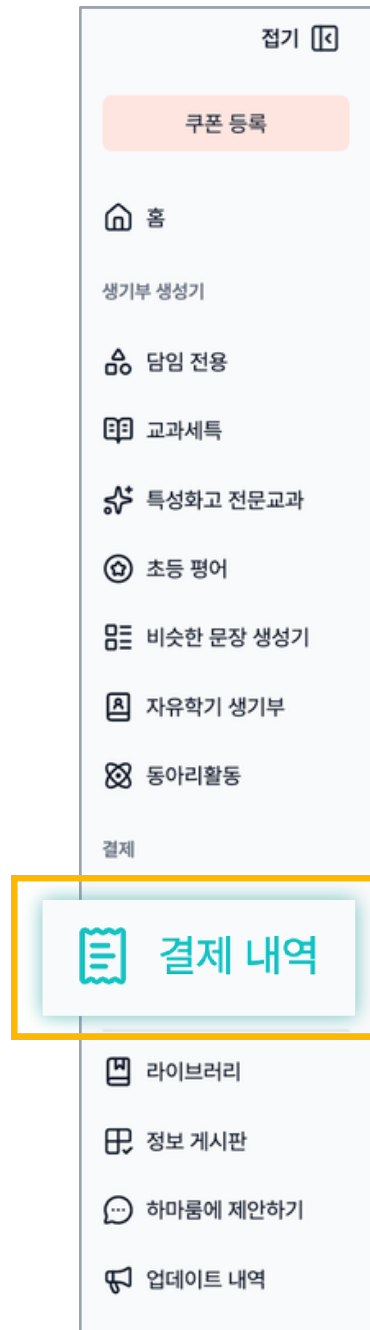 접기
쿠폰 등록
홈
생기부 생성기
담임 전용
교과세특
특성화고 전문교과
초등 평어
비슷한 문장 생성기
자유학기 생기부
동아리활동
결제
결제 내역
라이브러리
정보 게시판
하마룸에 제안하기
업데이트 내역